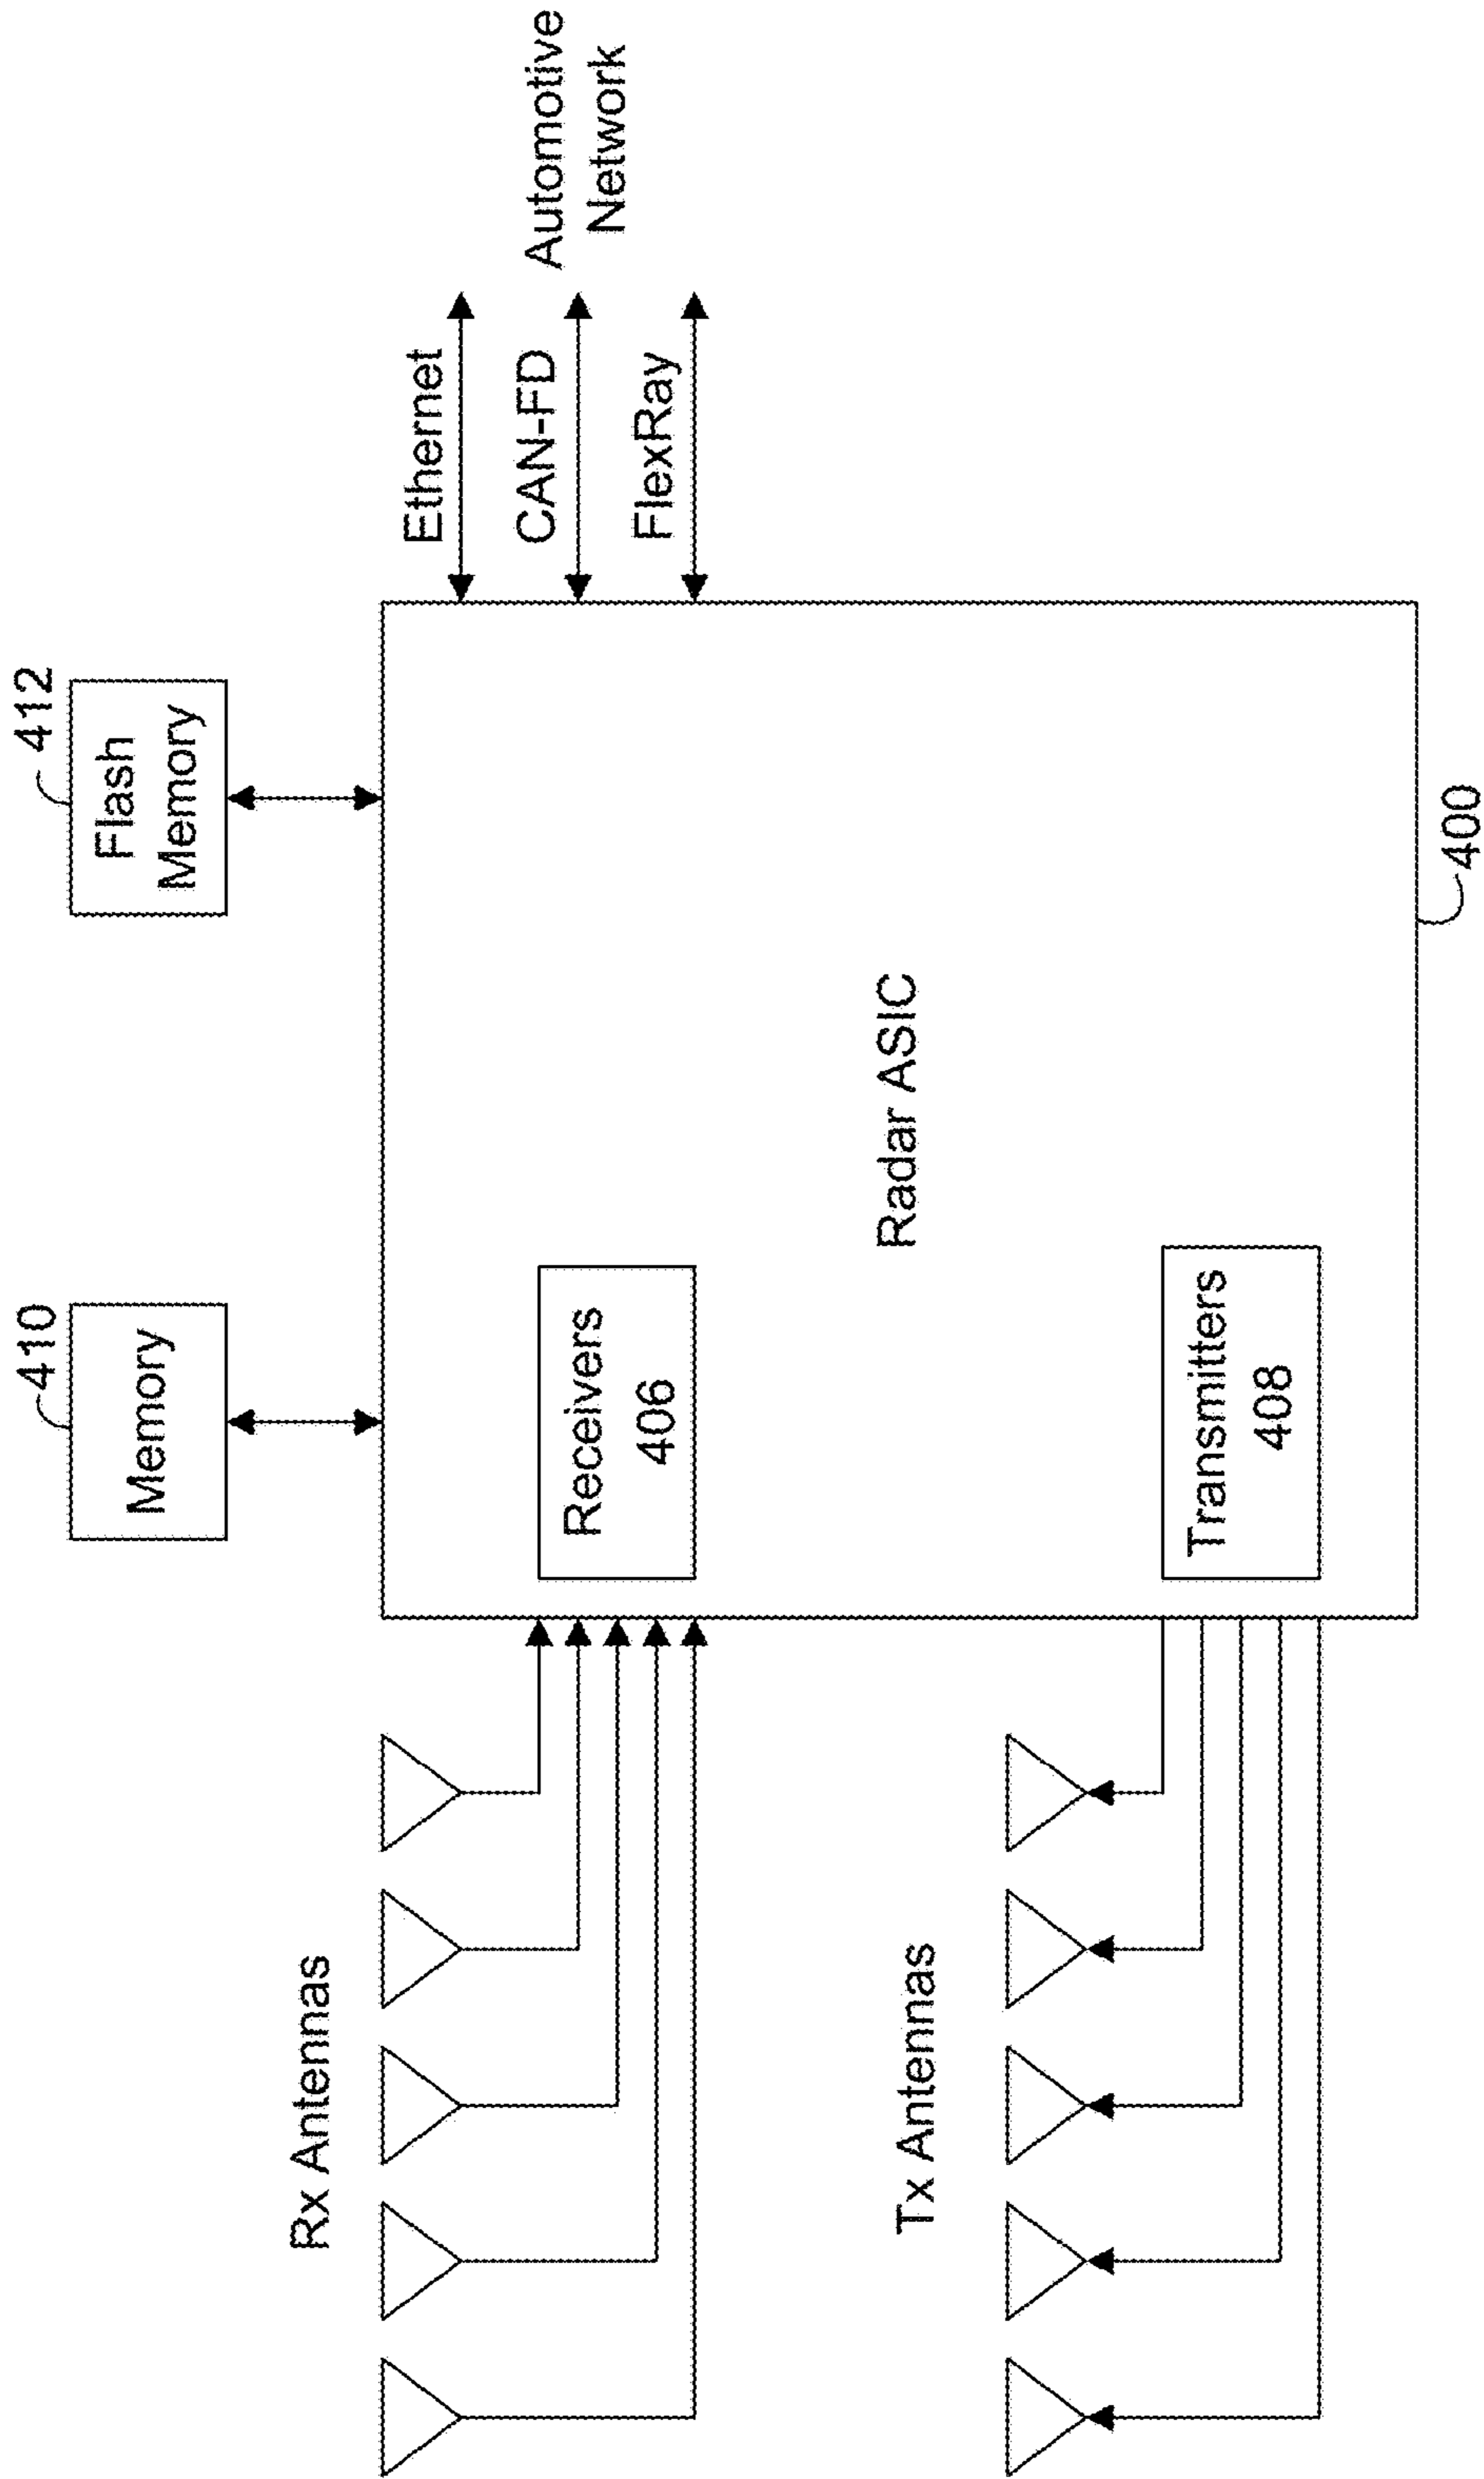 410
Memory
412
Flash
Memory
Rx Antennas
Receivers
406
Ethernet
CAN-FD
FlexRay
Automotive
Network
Radar ASIC
Tx Antennas
Transmitters
408
400